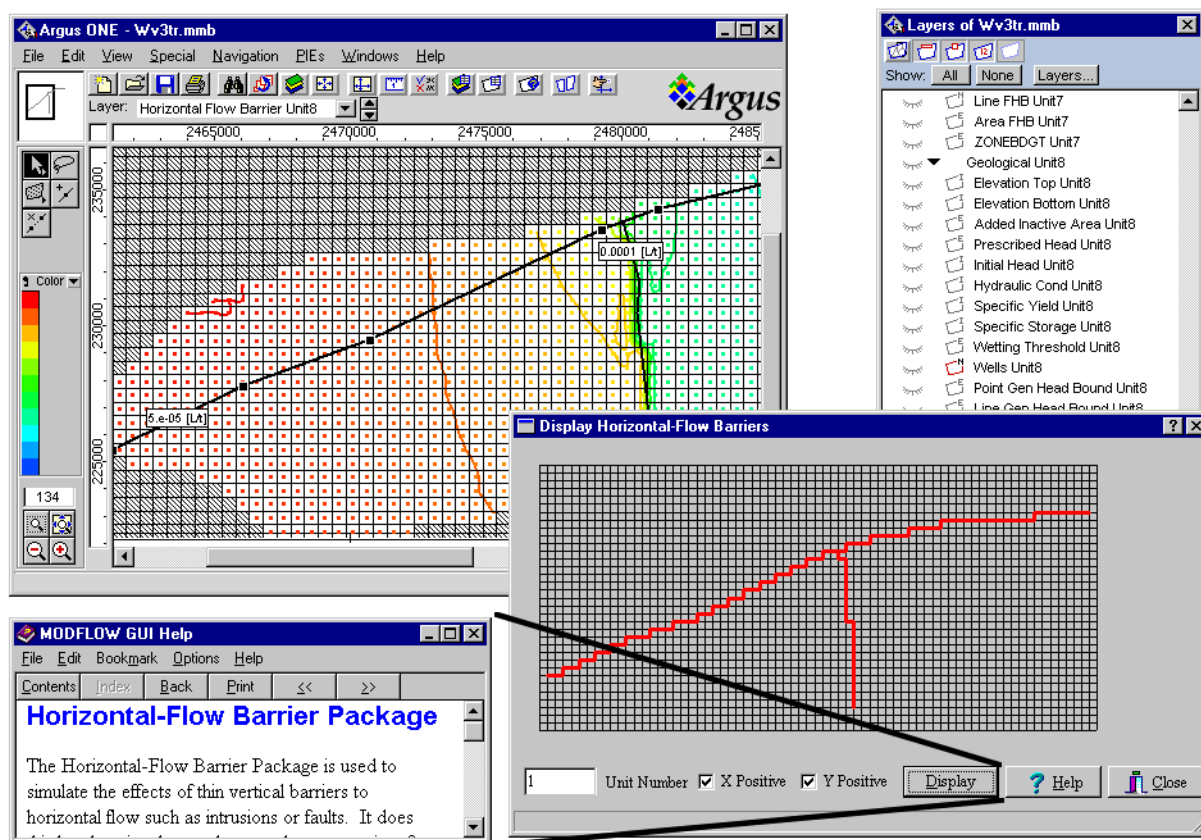 Argus ONE - Wv3tr.mmb
File Edit View Special Navigation PIEs Windows Help
Layer: Horizontal Flow Barrier Unit8
Argus
2465000 2470000 2475000 2480000 2485
235000
230000
225000
0.0001 [L/t]
5.e-05 [L/t]
Color
134
Layers of Wv3tr.mmb
Show: All None Layers...
Line FHB Unit7
Area FHB Unit7
ZONEBDGT Unit7
Geological Unit8
Elevation Top Unit8
Elevation Bottom Unit8
Added Inactive Area Unit8
Prescribed Head Unit8
Initial Head Unit8
Hydraulic Cond Unit8
Specific Yield Unit8
Specific Storage Unit8
Wetting Threshold Unit8
Wells Unit8
Point Gen Head Bound Unit8
Line Gen Head Bound Unit8
Display Horizontal-Flow Barriers
1 Unit Number X Positive Y Positive Display Help Close
MODFLOW GUI Help
File Edit Bookmark Options Help
Contents Index Back Print << >>
Horizontal-Flow Barrier Package
The Horizontal-Flow Barrier Package is used to
simulate the effects of thin vertical barriers to
horizontal flow such as intrusions or faults. It does